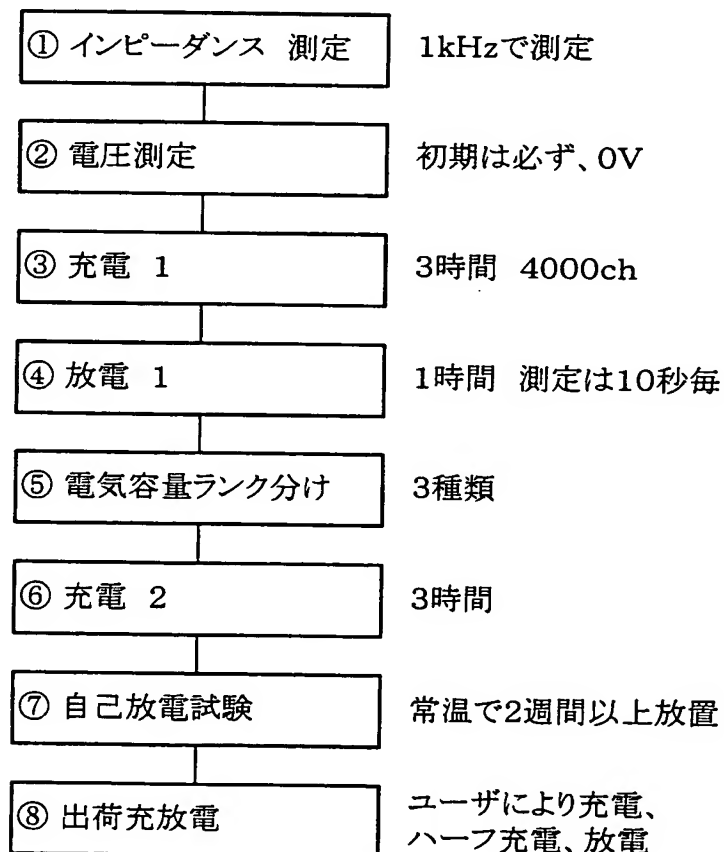 ① インピーダンス 測定 1kHzで測定
② 電圧測定 初期は必ず、0V
③ 充電 1 3時間 4000ch
④ 放電 1 1時間 測定は10秒毎
⑤ 電気容量ランク分け 3種類
⑥ 充電 2 3時間
⑦ 自己放電試験 常温で2週間以上放置
⑧ 出荷充放電 ユーザにより充電、
ハーフ充電、放電